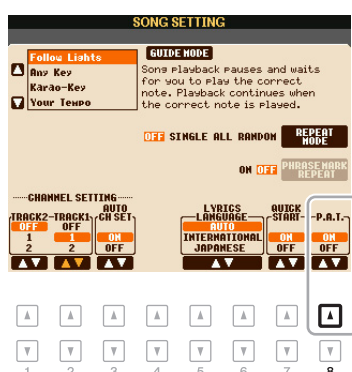 SONG SETTING
Follow Lights
Any Key
Karao-Key
Your Tempo
GUIDE MODE
Song playback pauses and waits
for you to play the correct
note. Playback continues when
the correct note is played.
OFF SINGLE ALL RANDOM
REPEAT
MODE
ON OFF
PHRASE MARK
REPEAT
CHANNEL SETTING
TRACK2 TRACK1
AUTO
CH SET
LYRICS
LANGUAGE
QUICK
START
P.A.T.
OFF OFF
AUTO
1 1 ON
INTERNATIONAL ON ON
2 2 OFF
JAPANESE OFF OFF
1 2 3 4 5 6 7 8